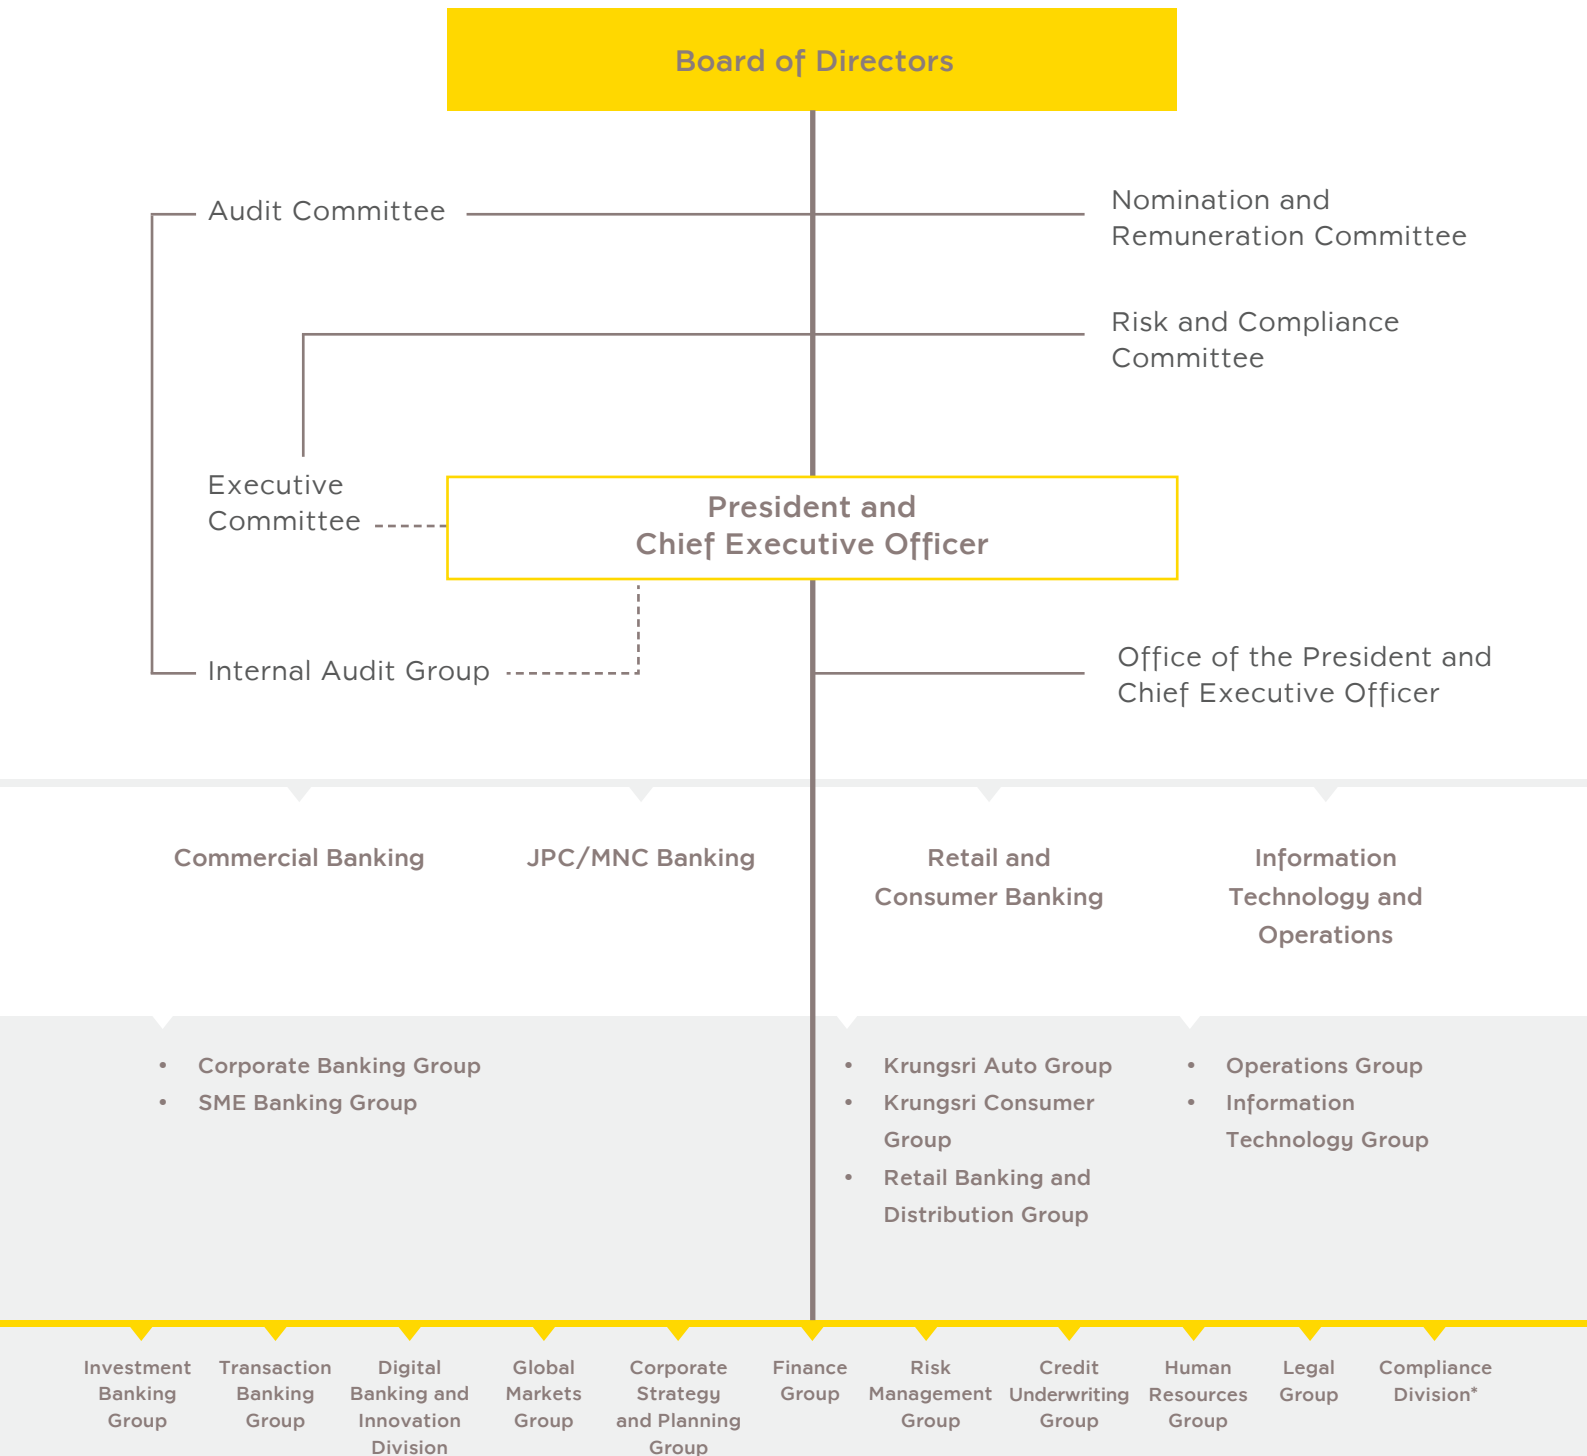 Board of Directors
Audit Committee
Nomination and
Remuneration Committee
Risk and Compliance
Committee
Executive
Committee
President and
Chief Executive Officer
Internal Audit Group
Office of the President and
Chief Executive Officer
Commercial Banking
JPC/MNC Banking
Retail and
Consumer Banking
Information
Technology and
Operations
• Corporate Banking Group
• SME Banking Group
• Krungsri Auto Group
• Krungsri Consumer
Group
• Retail Banking and
Distribution Group
• Operations Group
• Information
Technology Group
Investment
Banking
Group
Transaction
Banking
Group
Digital
Banking and
Innovation
Division
Global
Markets
Group
Corporate
Strategy
and Planning
Group
Finance
Group
Risk
Management
Group
Credit
Underwriting
Group
Human
Resources
Group
Legal
Group
Compliance
Division*